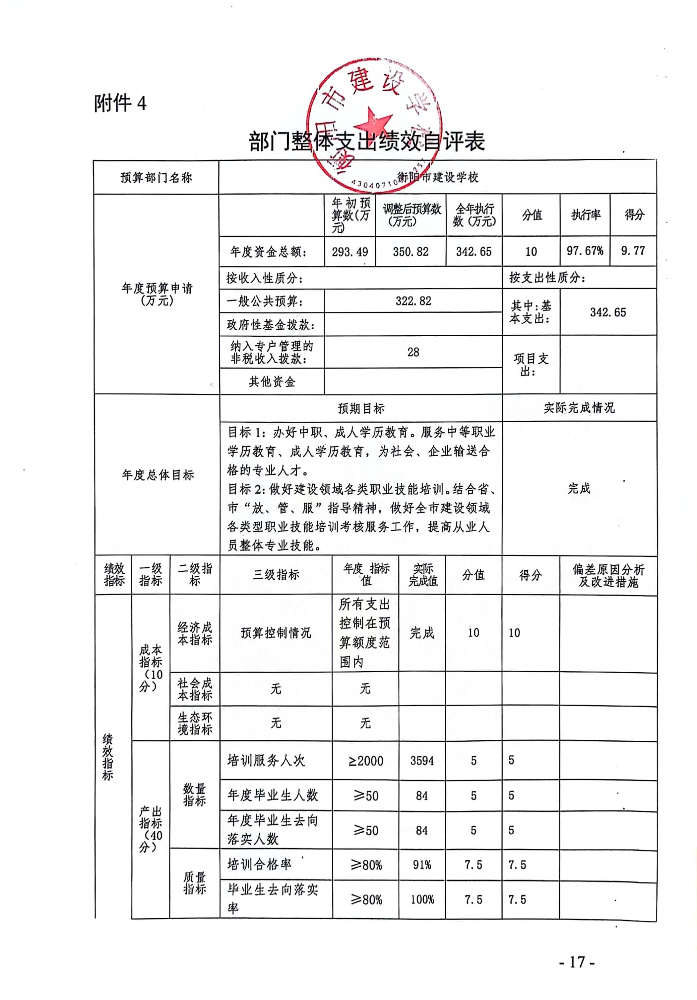 附件 4
衡阳市建设学校
部门整体支出绩效自评表
预算部门名称
衡阳市建设学校
年度预算申请
(万元)
年 初 预
算数(万
元)
调整后预算数
(万元)
全年执行
数 (万元)
分值
执行率
得分
年度资金总额:
293.49
350.82
342.65
10
97.67%
9.77
按收入性质分:
按支出性质分:
一般公共预算:
322.82
其中:基
本支出:
342.65
政府性基金拨款:
纳入专户管理的
非税收入拨款:
28
项目支
出:
其他资金
年度总体目标
预期目标
实际完成情况
目标 1: 办好中职、成人学历教育。服务中等职业
学历教育、成人学历教育, 为社会、企业输送合
格的专业人才。
目标 2: 做好建设领域各类职业技能培训。结合省、
市“放、管、服”指导精神, 做好全市建设领域
各类型职业技能培训考核服务工作, 提高从业人
员整体专业技能。
完成
绩效
指标
一级
指标
二级指
标
三级指标
年度 指标
值
实际
完成值
分值
得分
偏差原因分析
及改进措施
绩
效
指
标
成本
指标
(10
分)
经济成
本指标
预算控制情况
所有支出
控制在预
算额度范
围内
完成
10
10
社会成
本指标
无
无
生态环
境指标
无
无
产出
指标
(40
分)
数量
指标
培训服务人次
≥2000
3594
5
5
年度毕业生人数
≥50
84
5
5
年度毕业生去向
落实人数
≥50
84
5
5
质量
指标
培训合格率
≥80%
91%
7.5
7.5
毕业生去向落实
率
≥80%
100%
7.5
7.5
- 17 -